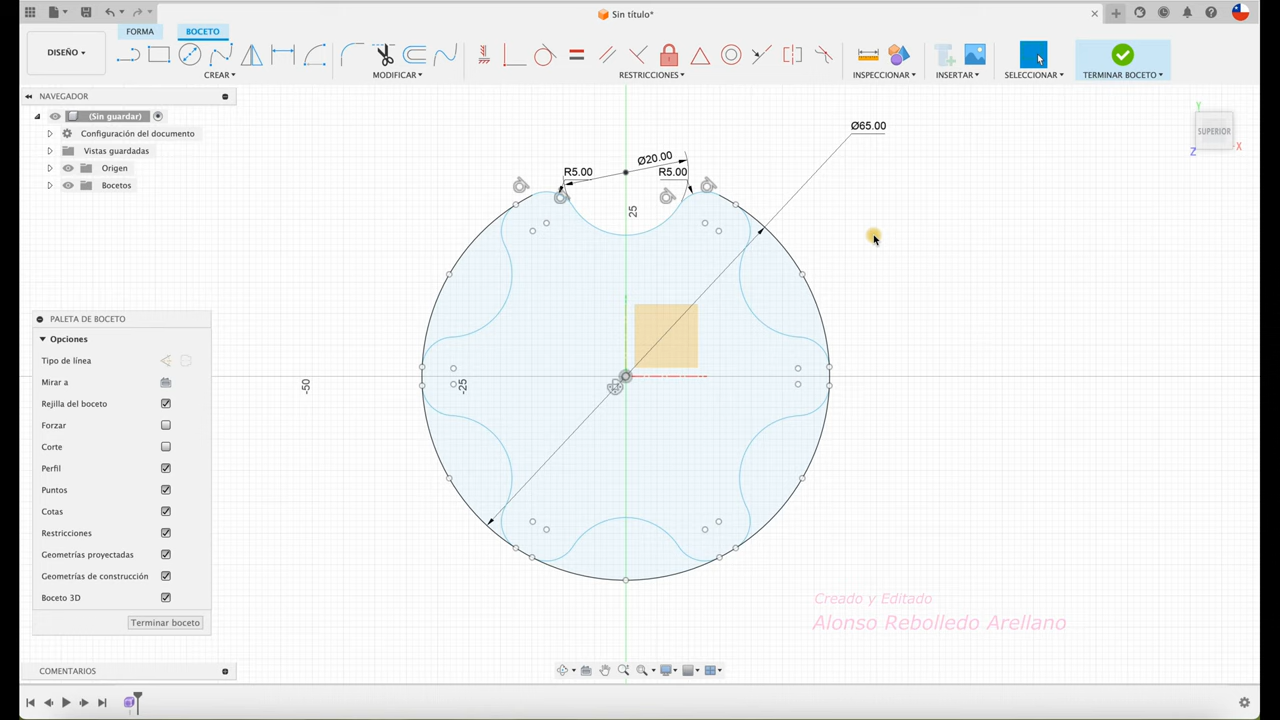 Sin título*
DISEÑO
FORMA
BOCETO
CREAR
MODIFICAR
RESTRICCIONES
INSPECCIONAR
INSERTAR
SELECCIONAR
TERMINAR BOCETO
NAVEGADOR
(Sin guardar)
Configuración del documento
Vistas guardadas
Origen
Bocetos
SUPERIOR
Y
X
Z
Ø65.00
Ø20.00
R5.00
R5.00
25
-50
-25
PALETA DE BOCETO
Opciones
Tipo de línea
Mirar a
Rejilla del boceto
Forzar
Corte
Perfil
Puntos
Cotas
Restricciones
Geometrías proyectadas
Geometrías de construcción
Boceto 3D
Terminar boceto
Creado y Editado
Alonso Rebolledo Arellano
COMENTARIOS